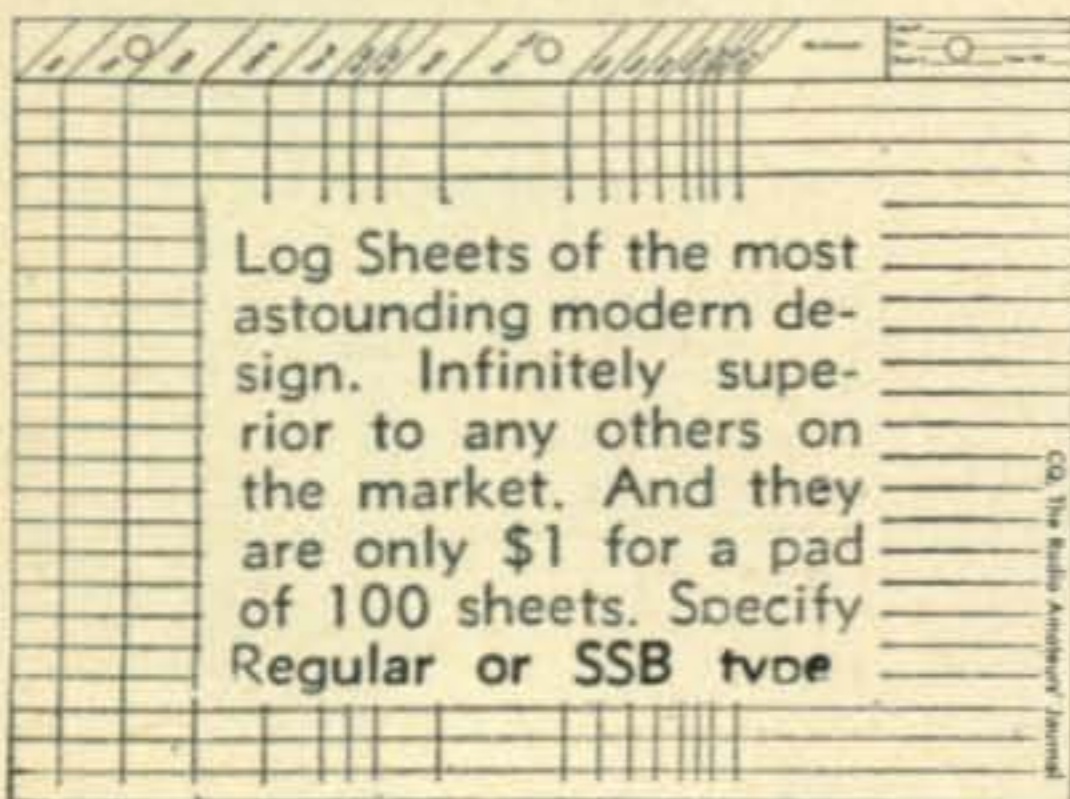 Log Sheets of the most
astounding modern de-
sign. Infinitely supe-
rior to any others on
the market. And they
are only $1 for a pad
of 100 sheets. Specify
Regular or SSB type
CQ, The Radio Amateurs' Journal